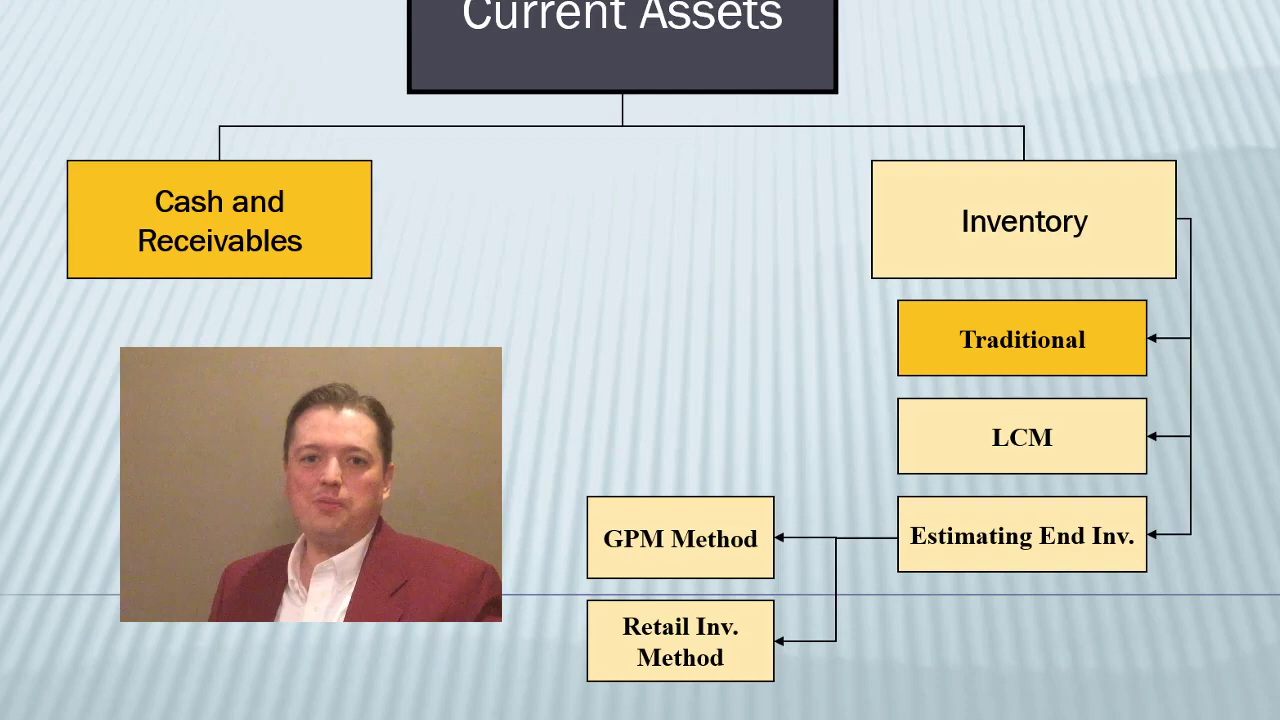 Current Assets
Cash and
Receivables
Inventory
Traditional
LCM
Estimating End Inv.
GPM Method
Retail Inv.
Method